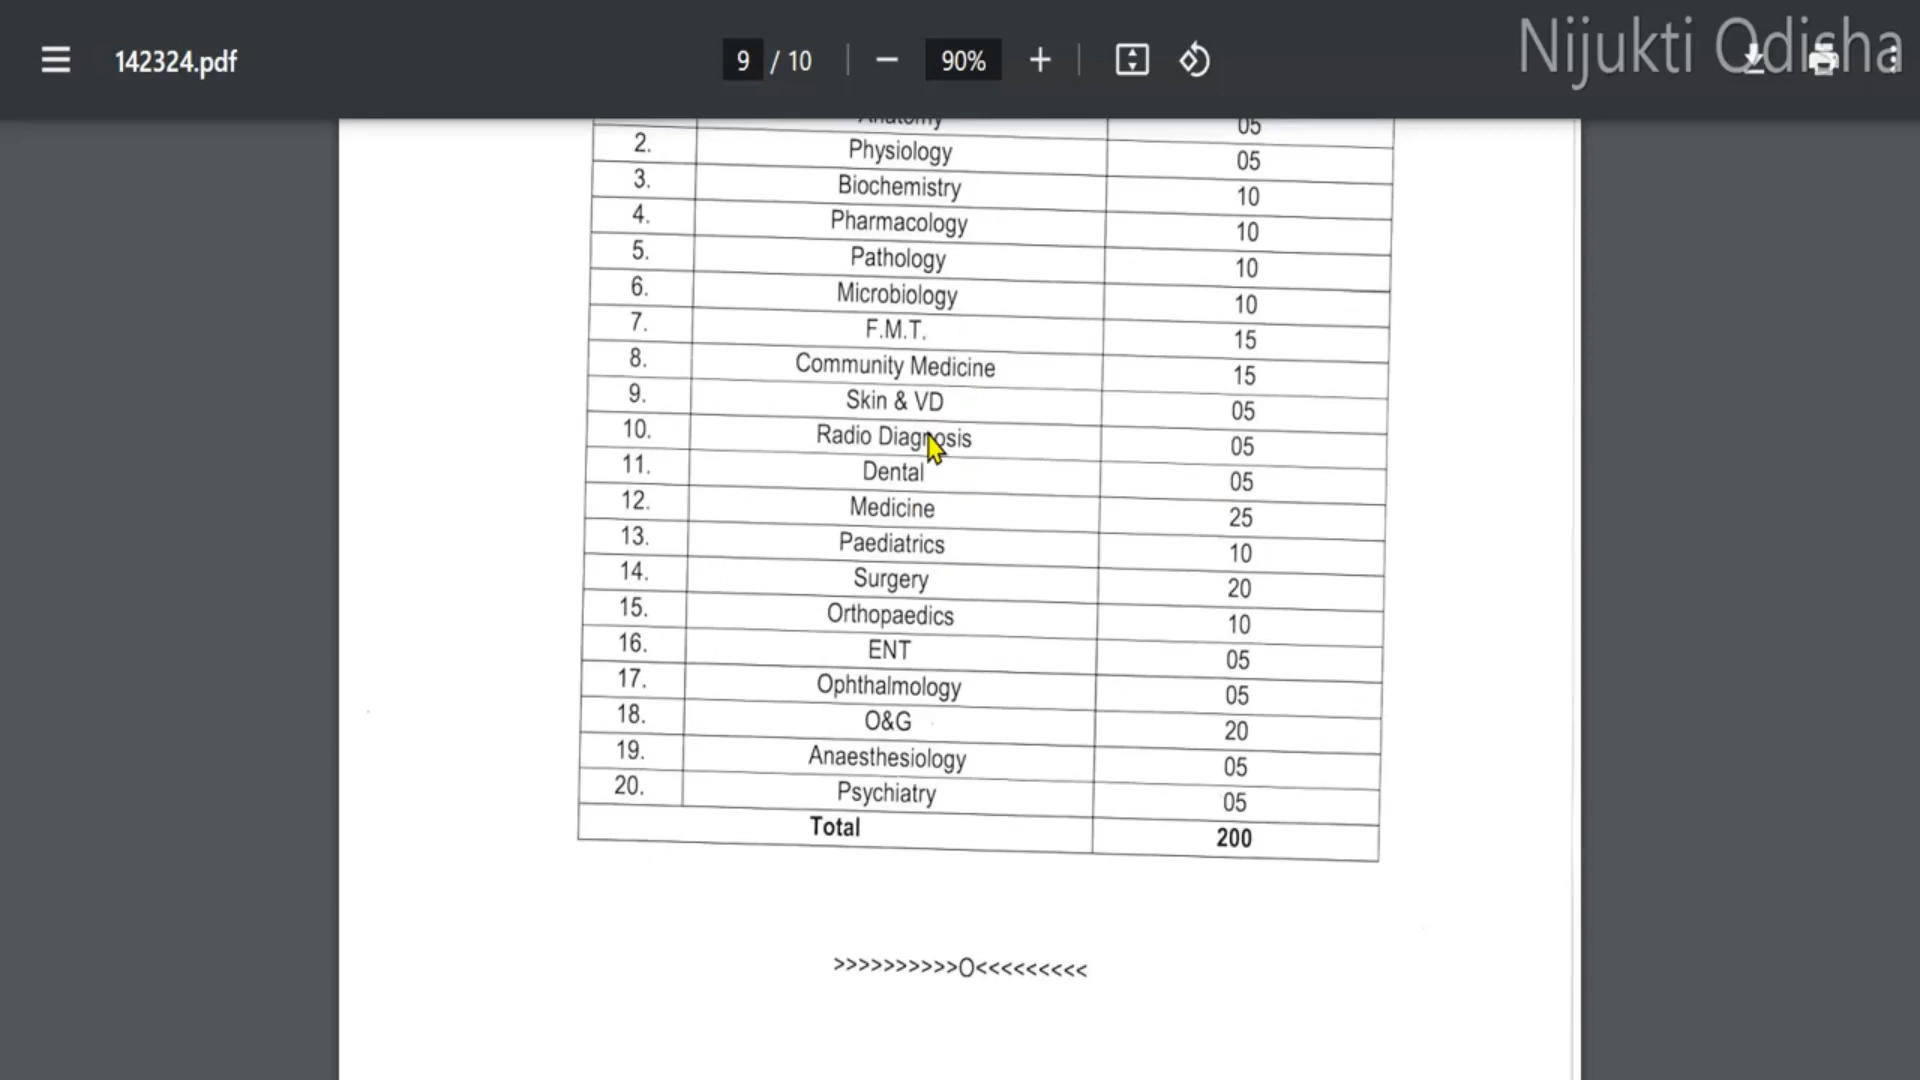 142324.pdf
9 / 10
90%
Nijukti Odisha
Anatomy 05
2. Physiology 05
3. Biochemistry 10
4. Pharmacology 10
5. Pathology 10
6. Microbiology 10
7. F.M.T. 15
8. Community Medicine 15
9. Skin & VD 05
10. Radio Diagnosis 05
11. Dental 05
12. Medicine 25
13. Paediatrics 10
14. Surgery 20
15. Orthopaedics 10
16. ENT 05
17. Ophthalmology 05
18. O&G 20
19. Anaesthesiology 05
20. Psychiatry 05
Total 200
>>>>>>>>>>O<<<<<<<<<